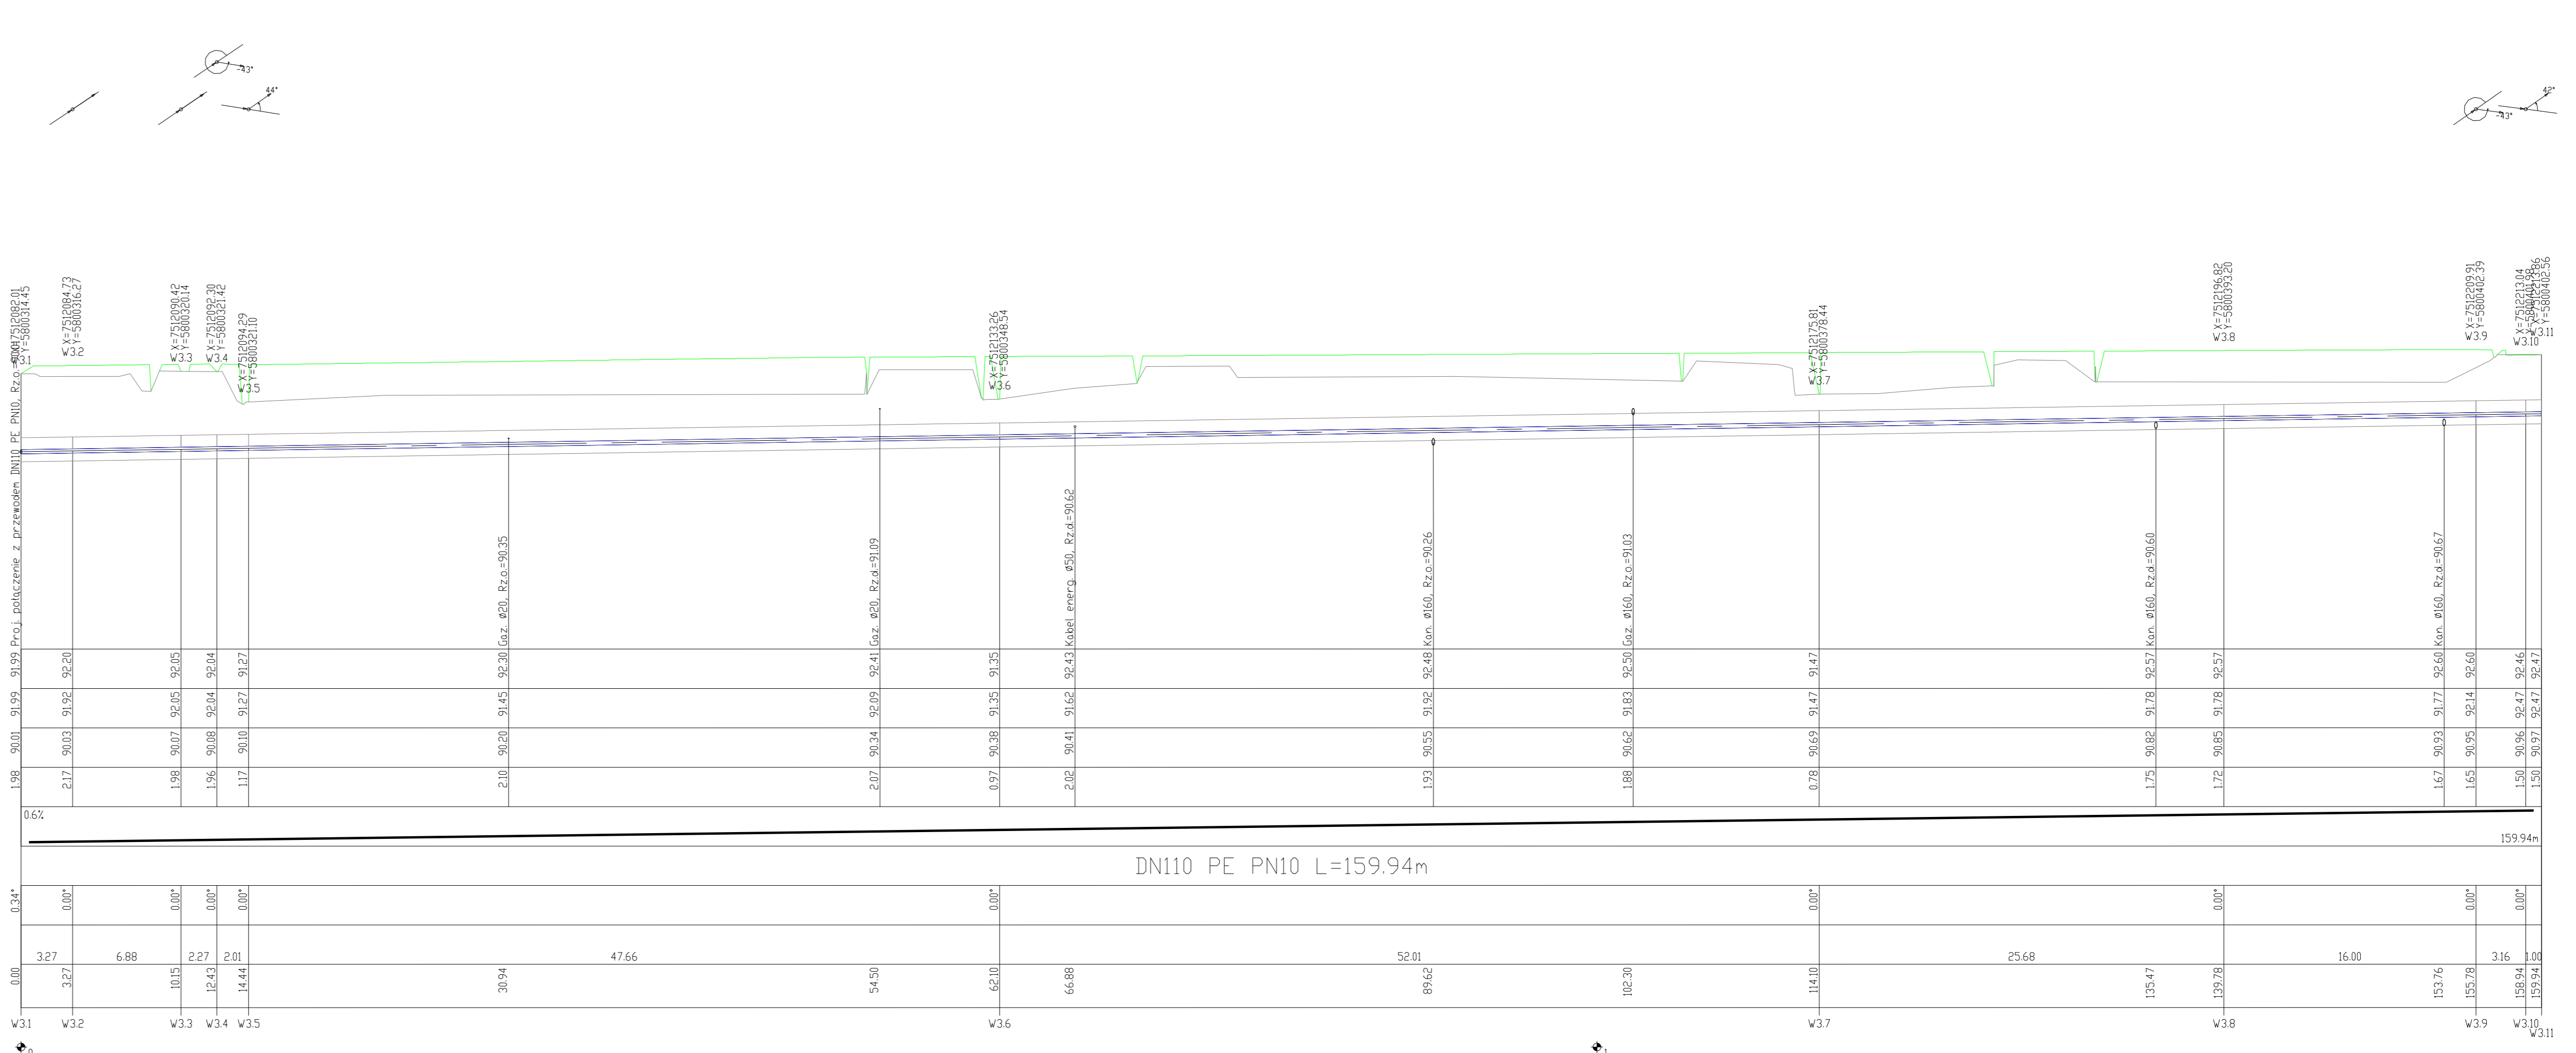 -43°
44°
-43°
42°
X=7512082.01
Y=5800314.45
W3.1
X=7512084.73
Y=5800316.27
W3.2
X=7512090.42
Y=5800320.14
W3.3
X=7512092.30
Y=5800321.42
W3.4
X=7512094.29
Y=5800321.10
W3.5
X=7512133.26
Y=5800348.54
W3.6
X=7512175.81
Y=5800378.44
W3.7
X=7512196.82
Y=5800393.20
W3.8
X=7512209.91
Y=5800402.39
W3.9
X=7512213.04
W3.10
X=7512213.86
Y=5800402.56
W3.11
Proj. połączenie z przewodem DN110 PE PN10, Rz.o.=90.01
Gaz. ø20, Rz.o.=90.35
Gaz. ø20, Rz.d.=91.09
Kabel energ. ø50, Rz.d.=90.62
Kan. ø160, Rz.o.=90.26
Gaz. ø160, Rz.o.=91.03
Kan. ø160, Rz.d.=90.60
Kan. ø160, Rz.d.=90.67
91.99 92.20 92.05 92.04 91.27 92.30 92.41 91.35 92.43 92.48 92.50 91.47 92.57 92.57 92.60 92.60 92.46 92.47
91.99 91.92 92.05 92.04 91.27 91.45 92.09 91.35 91.62 91.92 91.83 91.47 91.78 91.78 91.77 92.14 92.47 92.47
90.01 90.03 90.07 90.08 90.10 90.20 90.34 90.38 90.41 90.55 90.62 90.69 90.82 90.85 90.93 90.95 90.96 90.97
1.98 2.17 1.98 1.96 1.17 2.10 2.07 0.97 2.02 1.93 1.88 0.78 1.75 1.72 1.67 1.65 1.50 1.50
0.6%
159.94m
DN110 PE PN10 L=159.94m
0.34° 0.00° 0.00° 0.00° 0.00° 0.00° 0.00° 0.00° 0.00° 0.00°
3.27 6.88 2.27 2.01 47.66 52.01 25.68 16.00 3.16 1.00
0.00 3.27 10.15 12.43 14.44 30.94 54.50 62.10 66.88 89.62 102.30 114.10 135.47 139.78 153.76 155.78 158.94 159.94
W3.1 W3.2 W3.3 W3.4 W3.5 W3.6 W3.7 W3.8 W3.9 W3.10
W3.11
0
1